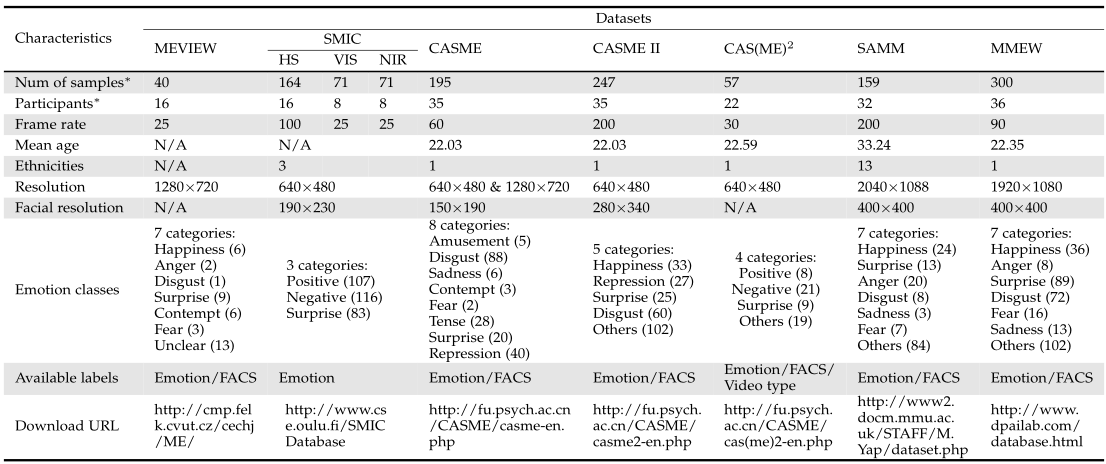 Datasets
Characteristics MEVIEW SMIC CASME CASME II CAS(ME)² SAMM MMEW
HS VIS NIR
Num of samples* 40 164 71 71 195 247 57 159 300
Participants* 16 16 8 8 35 35 22 32 36
Frame rate 25 100 25 25 60 200 30 200 90
Mean age N/A N/A 22.03 22.03 22.59 33.24 22.35
Ethnicities N/A 3 1 1 1 13 1
Resolution 1280×720 640×480 640×480 & 1280×720 640×480 640×480 2040×1088 1920×1080
Facial resolution N/A 190×230 150×190 280×340 N/A 400×400 400×400
Emotion classes
7 categories:
Happiness (6)
Anger (2)
Disgust (1)
Surprise (9)
Contempt (6)
Fear (3)
Unclear (13)
3 categories:
Positive (107)
Negative (116)
Surprise (83)
8 categories:
Amusement (5)
Disgust (88)
Sadness (6)
Contempt (3)
Fear (2)
Tense (28)
Surprise (20)
Repression (40)
5 categories:
Happiness (33)
Repression (27)
Surprise (25)
Disgust (60)
Others (102)
4 categories:
Positive (8)
Negative (21)
Surprise (9)
Others (19)
7 categories:
Happiness (24)
Surprise (13)
Anger (20)
Disgust (8)
Sadness (3)
Fear (7)
Others (84)
7 categories:
Happiness (36)
Anger (8)
Surprise (89)
Disgust (72)
Fear (16)
Sadness (13)
Others (102)
Available labels
Emotion/FACS
Emotion
Emotion/FACS
Emotion/FACS
Emotion/FACS/
Video type
Emotion/FACS
Emotion/FACS
Download URL
http://cmp.fel
k.cvut.cz/cechj
/ME/
http://www.cs
e.oulu.fi/SMIC
Database
http://fu.psych.ac.cn
/CASME/casme-en.
php
http://fu.psych.
ac.cn/CASME/
casme2-en.php
http://fu.psych.
ac.cn/CASME/
cas(me)2-en.php
http://www2.
docm.mmu.ac.
uk/STAFF/M.
Yap/dataset.php
http://www.
dpailab.com/
database.html